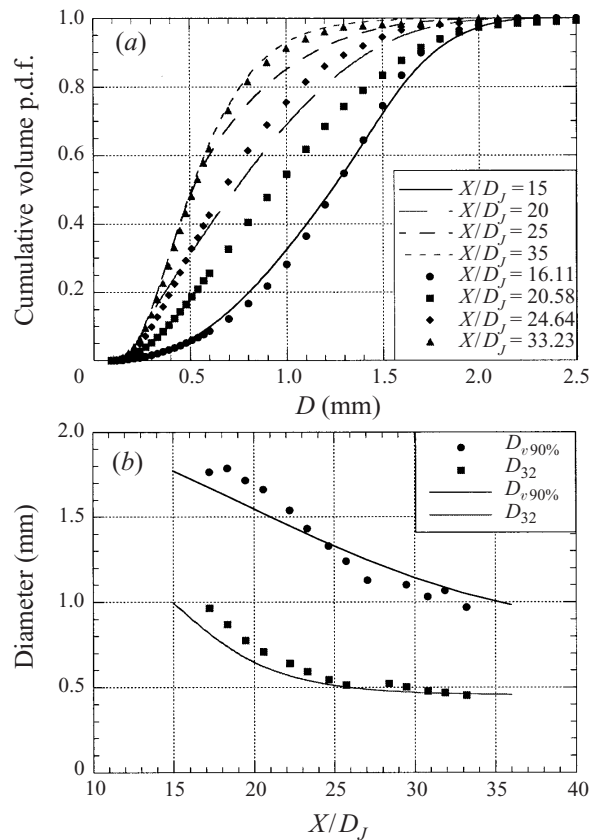 (a)
Cumulative volume p.d.f.
1.0
0.8
0.6
0.4
0.2
0
0.5
1.0
1.5
2.0
2.5
D (mm)
X/D_J = 15
X/D_J = 20
X/D_J = 25
X/D_J = 35
X/D_J = 16.11
X/D_J = 20.58
X/D_J = 24.64
X/D_J = 33.23
(b)
Diameter (mm)
2.0
1.5
1.0
0.5
0
10
15
20
25
30
35
40
X/D_J
D_v90%
D_32
D_v90%
D_32